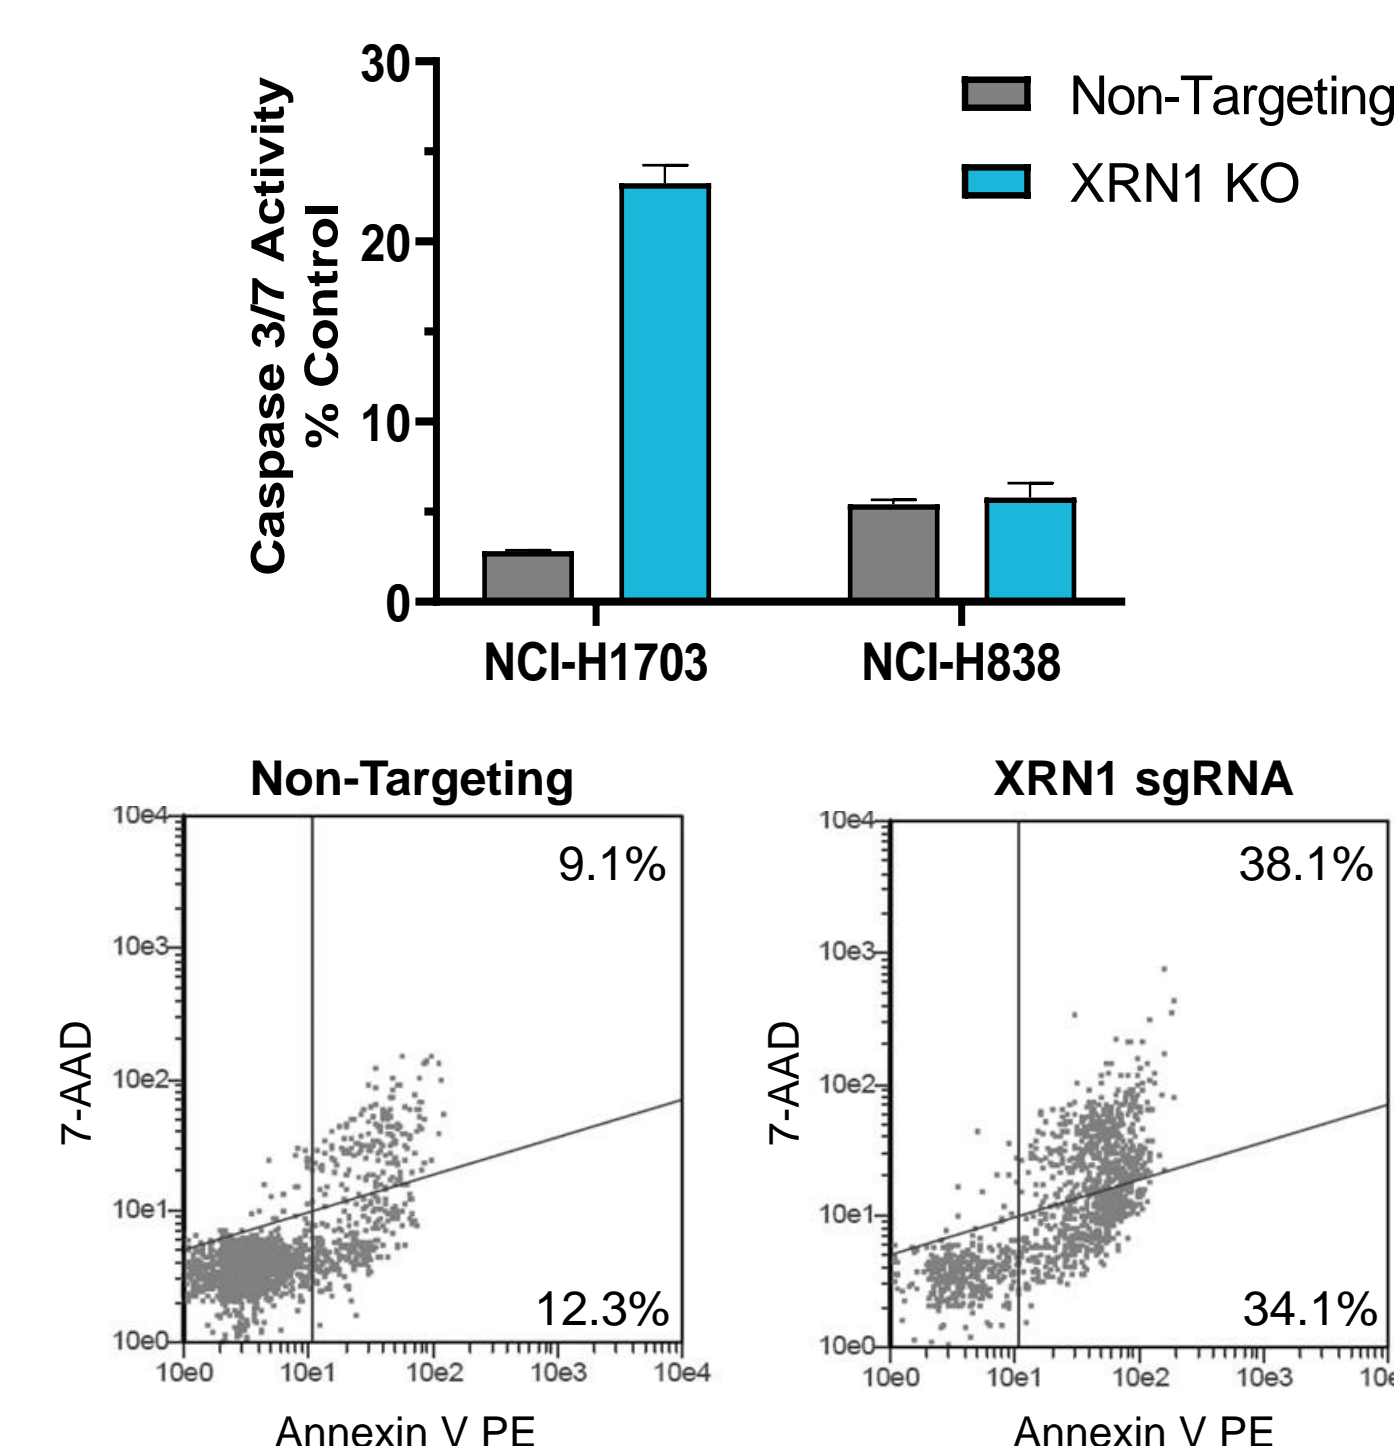 Caspase 3/7 Activity
% Control
30
20
10
0
Non-Targeting
XRN1 KO
NCI-H1703
NCI-H838
Non-Targeting
10e4
10e3
10e2
10e1
10e0
7-AAD
9.1%
12.3%
10e0
10e1
10e2
10e3
10e4
Annexin V PE
XRN1 sgRNA
10e4
10e3
10e2
10e1
10e0
7-AAD
38.1%
34.1%
10e0
10e1
10e2
10e3
10e
Annexin V PE